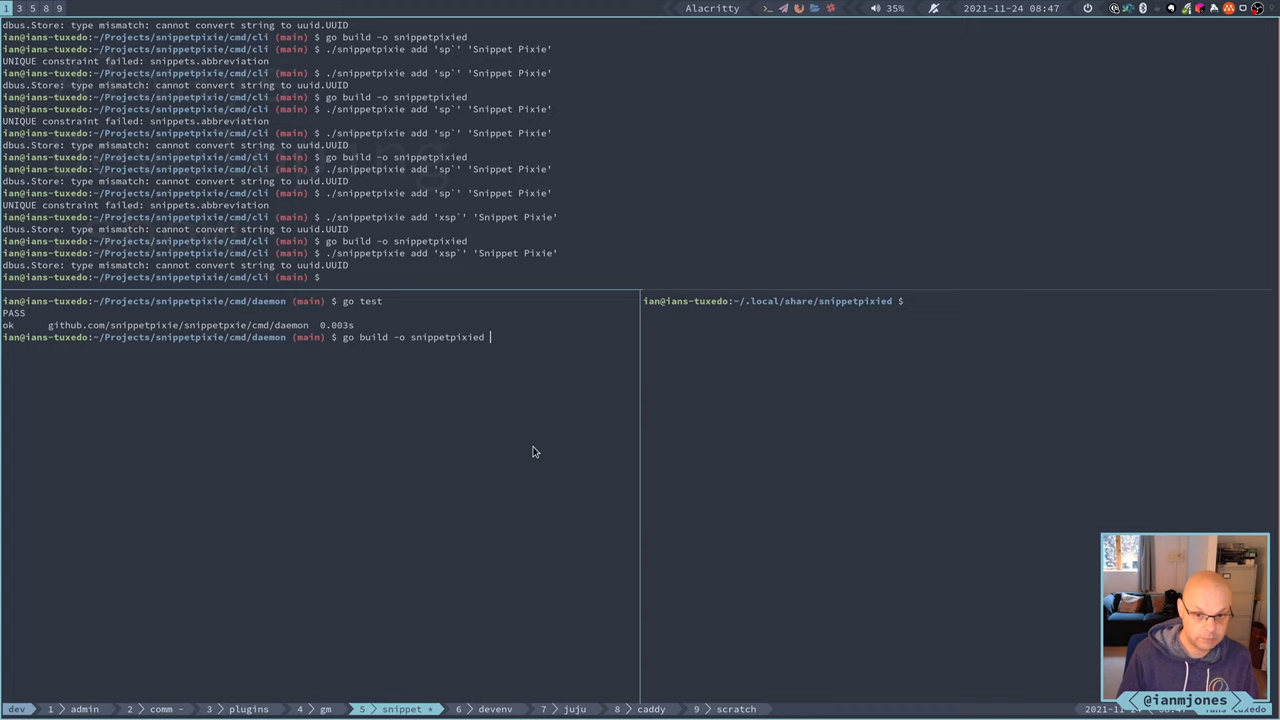 1 3 5 8 9
Alacritty
35%
2021-11-24 08:47
dbus.Store: type mismatch: cannot convert string to uuid.UUID
ian@ians-tuxedo:~/Projects/snippetpixie/cmd/cli (main) $ go build -o snippetpixied
ian@ians-tuxedo:~/Projects/snippetpixie/cmd/cli (main) $ ./snippetpixie add 'sp`' 'Snippet Pixie'
UNIQUE constraint failed: snippets.abbreviation
ian@ians-tuxedo:~/Projects/snippetpixie/cmd/cli (main) $ ./snippetpixie add 'sp`' 'Snippet Pixie'
dbus.Store: type mismatch: cannot convert string to uuid.UUID
ian@ians-tuxedo:~/Projects/snippetpixie/cmd/cli (main) $ go build -o snippetpixied
ian@ians-tuxedo:~/Projects/snippetpixie/cmd/cli (main) $ ./snippetpixie add 'sp`' 'Snippet Pixie'
UNIQUE constraint failed: snippets.abbreviation
ian@ians-tuxedo:~/Projects/snippetpixie/cmd/cli (main) $ ./snippetpixie add 'sp`' 'Snippet Pixie'
dbus.Store: type mismatch: cannot convert string to uuid.UUID
ian@ians-tuxedo:~/Projects/snippetpixie/cmd/cli (main) $ go build -o snippetpixied
ian@ians-tuxedo:~/Projects/snippetpixie/cmd/cli (main) $ ./snippetpixie add 'sp`' 'Snippet Pixie'
dbus.Store: type mismatch: cannot convert string to uuid.UUID
ian@ians-tuxedo:~/Projects/snippetpixie/cmd/cli (main) $ ./snippetpixie add 'sp`' 'Snippet Pixie'
UNIQUE constraint failed: snippets.abbreviation
ian@ians-tuxedo:~/Projects/snippetpixie/cmd/cli (main) $ ./snippetpixie add 'xsp`' 'Snippet Pixie'
dbus.Store: type mismatch: cannot convert string to uuid.UUID
ian@ians-tuxedo:~/Projects/snippetpixie/cmd/cli (main) $ go build -o snippetpixied
ian@ians-tuxedo:~/Projects/snippetpixie/cmd/cli (main) $ ./snippetpixie add 'xsp`' 'Snippet Pixie'
dbus.Store: type mismatch: cannot convert string to uuid.UUID
ian@ians-tuxedo:~/Projects/snippetpixie/cmd/cli (main) $
ian@ians-tuxedo:~/Projects/snippetpixie/cmd/daemon (main) $ go test
PASS
ok github.com/snippetpixie/snippetpxie/cmd/daemon 0.003s
ian@ians-tuxedo:~/Projects/snippetpixie/cmd/daemon (main) $ go build -o snippetpixied
ian@ians-tuxedo:~/.local/share/snippetpixied $
@ianmjones
dev 1 admin 2 comm - 3 plugins 4 gm 5 snippet * 6 devenv 7 juju 8 caddy 9 scratch